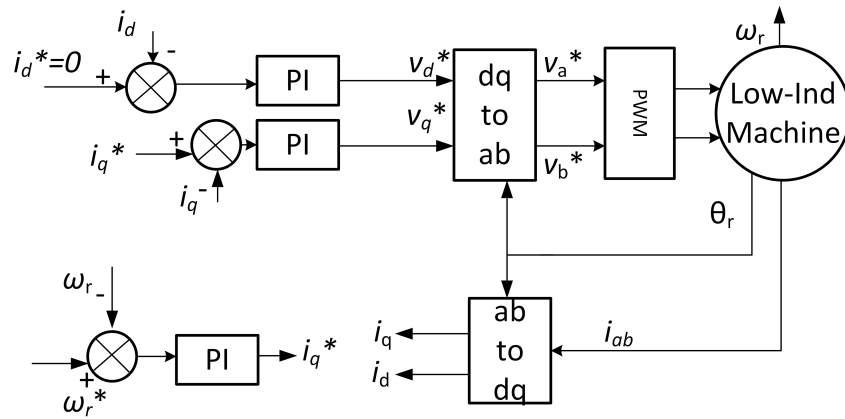 i_d
-
i_d*=0
+
PI
v_d*
dq
to
ab
v_a*
PWM
ω_r
Low-Ind
Machine
+
i_q*
PI
v_q*
v_b*
i_q
-
θ_r
ω_r
-
+
ω_r*
PI
i_q*
i_q
i_d
ab
to
dq
i_ab